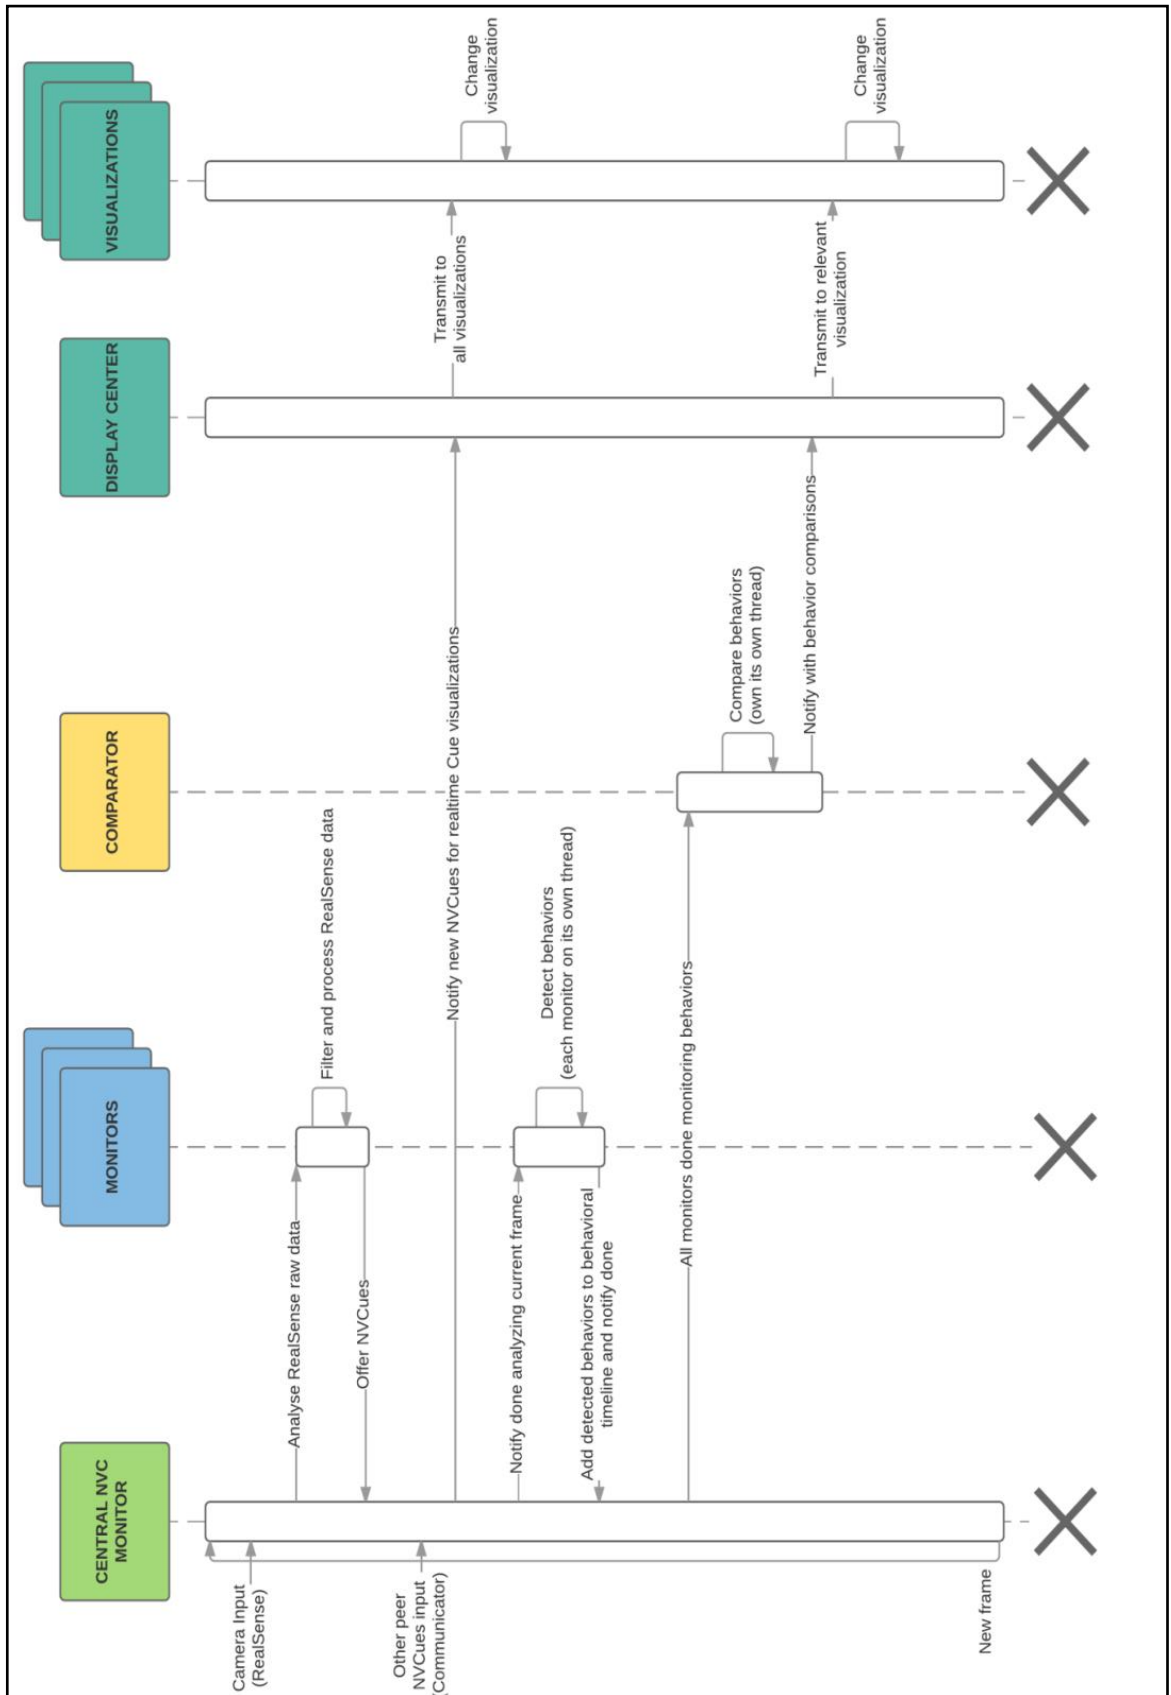 CENTRAL NVC
MONITOR
MONITORS
COMPARATOR
DISPLAY CENTER
VISUALIZATIONS
Camera Input
(RealSense)
Analyse RealSense raw data
Filter and process RealSense data
Offer NVCues
Other peer
NVCues input
(Communicator)
Notify new NVCues for realtime Cue visualizations
Transmit to
all visualizations
Change
visualization
Notify done analyzing current frame
Detect behaviors
(each monitor on its own thread)
Add detected behaviors to behavioral
timeline and notify done
All monitors done monitoring behaviors
Compare behaviors
(own its own thread)
Notify with behavior comparisons
Transmit to relevant
visualization
Change
visualization
New frame